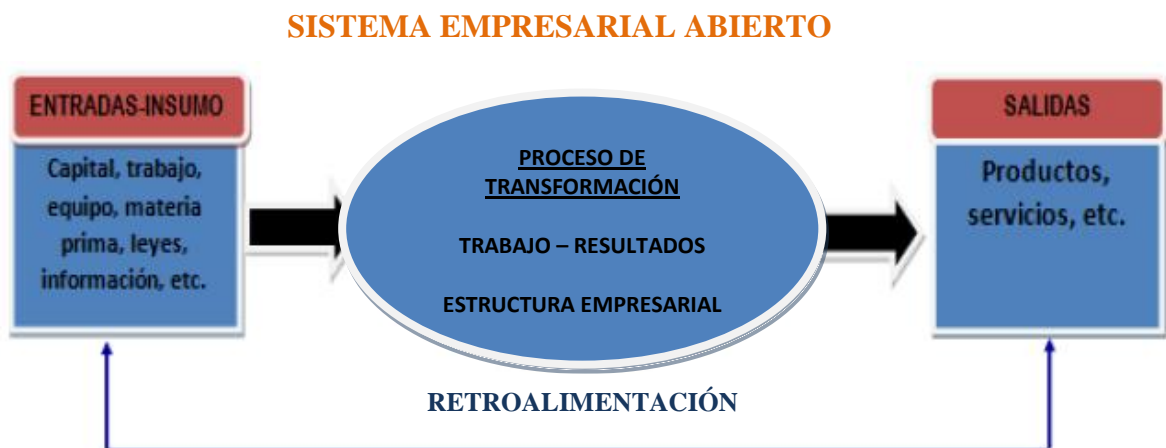 SISTEMA EMPRESARIAL ABIERTO
ENTRADAS-INSUMO
Capital, trabajo,
equipo, materia
prima, leyes,
información, etc.
PROCESO DE
TRANSFORMACIÓN
TRABAJO – RESULTADOS
ESTRUCTURA EMPRESARIAL
SALIDAS
Productos,
servicios, etc.
RETROALIMENTACIÓN